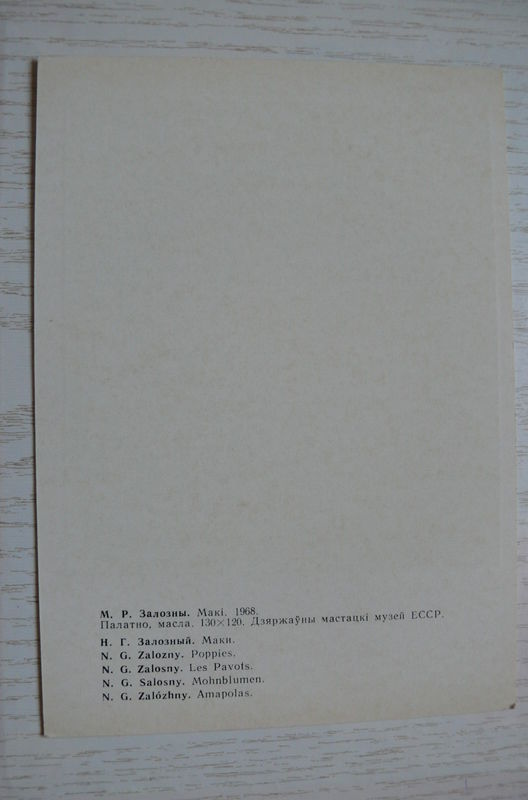 М. Р. Залозны. Макі. 1968.
Палатно, масла. 130×120. Дзяржаўны мастацкі музей ЕССР.
Н. Г. Залозный. Маки.
N. G. Zalozny. Poppies.
N. G. Zalosny. Les Pavots.
N. G. Salosny. Mohnblumen.
N. G. Zalózhny. Amapolas.